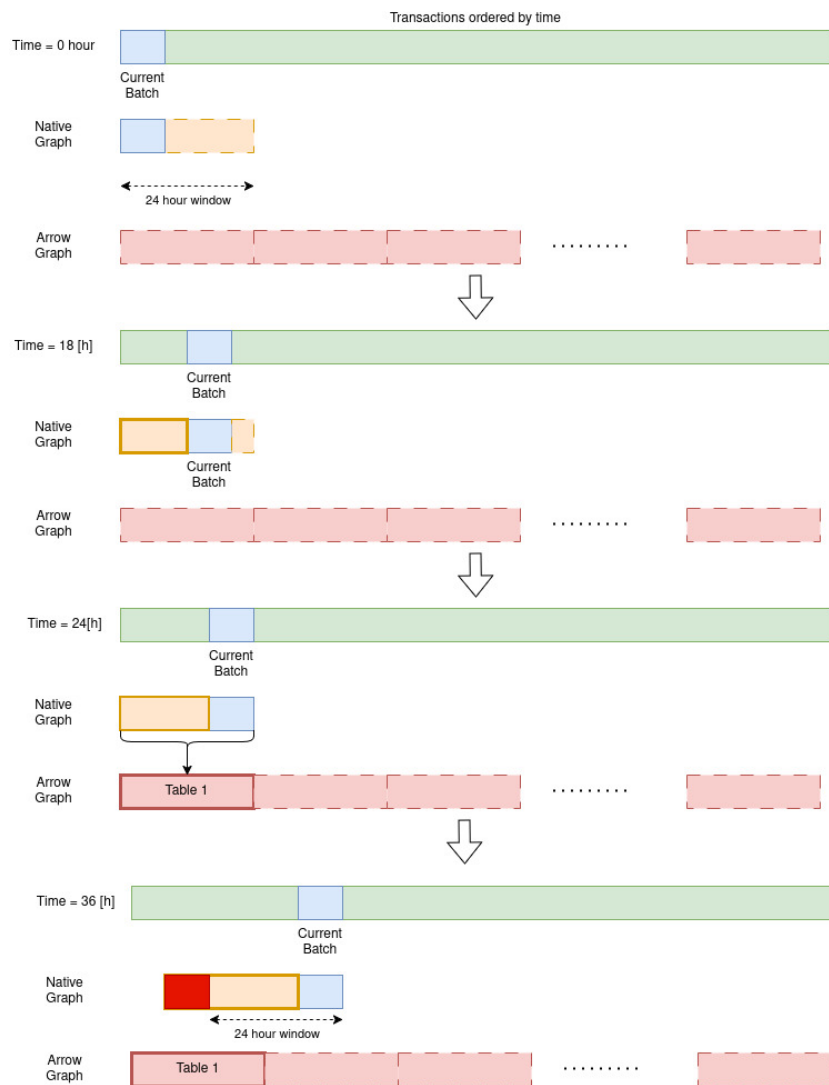 Transactions ordered by time
Time = 0 hour
Current
Batch
Native
Graph
24 hour window
Arrow
Graph
.........
Time = 18 [h]
Current
Batch
Native
Graph
Current
Batch
Arrow
Graph
.........
Time = 24[h]
Current
Batch
Native
Graph
Arrow
Graph
Table 1
.........
Time = 36 [h]
Current
Batch
Native
Graph
24 hour window
Arrow
Graph
Table 1
.........